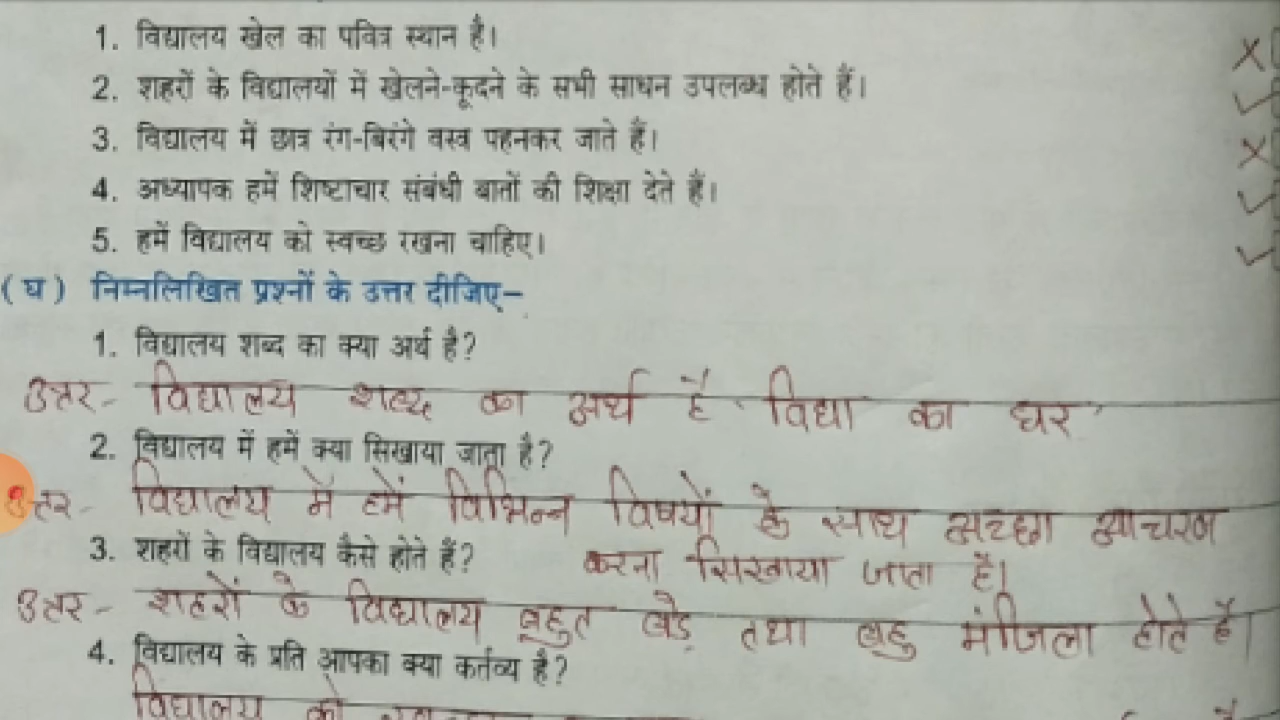 1. विद्यालय खेल का पवित्र स्थान है। ×
2. शहरों के विद्यालयों में खेलने-कूदने के सभी साधन उपलब्ध होते हैं। ✓
3. विद्यालय में छात्र रंग-बिरंगे वस्त्र पहनकर जाते हैं। ×
4. अध्यापक हमें शिष्टाचार संबंधी बातों की शिक्षा देते हैं। ✓
5. हमें विद्यालय को स्वच्छ रखना चाहिए। ✓
(घ) निम्नलिखित प्रश्नों के उत्तर दीजिए–
1. विद्यालय शब्द का क्या अर्थ है?
उत्तर- विद्यालय शब्द का अर्थ है विद्या का घर
2. विद्यालय में हमें क्या सिखाया जाता है?
उत्तर- विद्यालय में हमें विभिन्न विषयों के साथ अच्छा आचरण
करना सिखाया जाता है।
3. शहरों के विद्यालय कैसे होते हैं?
उत्तर- शहरों के विद्यालय बहुत बड़े तथा बहु मंजिला होते हैं।
4. विद्यालय के प्रति आपका क्या कर्तव्य है?
विद्यालय को